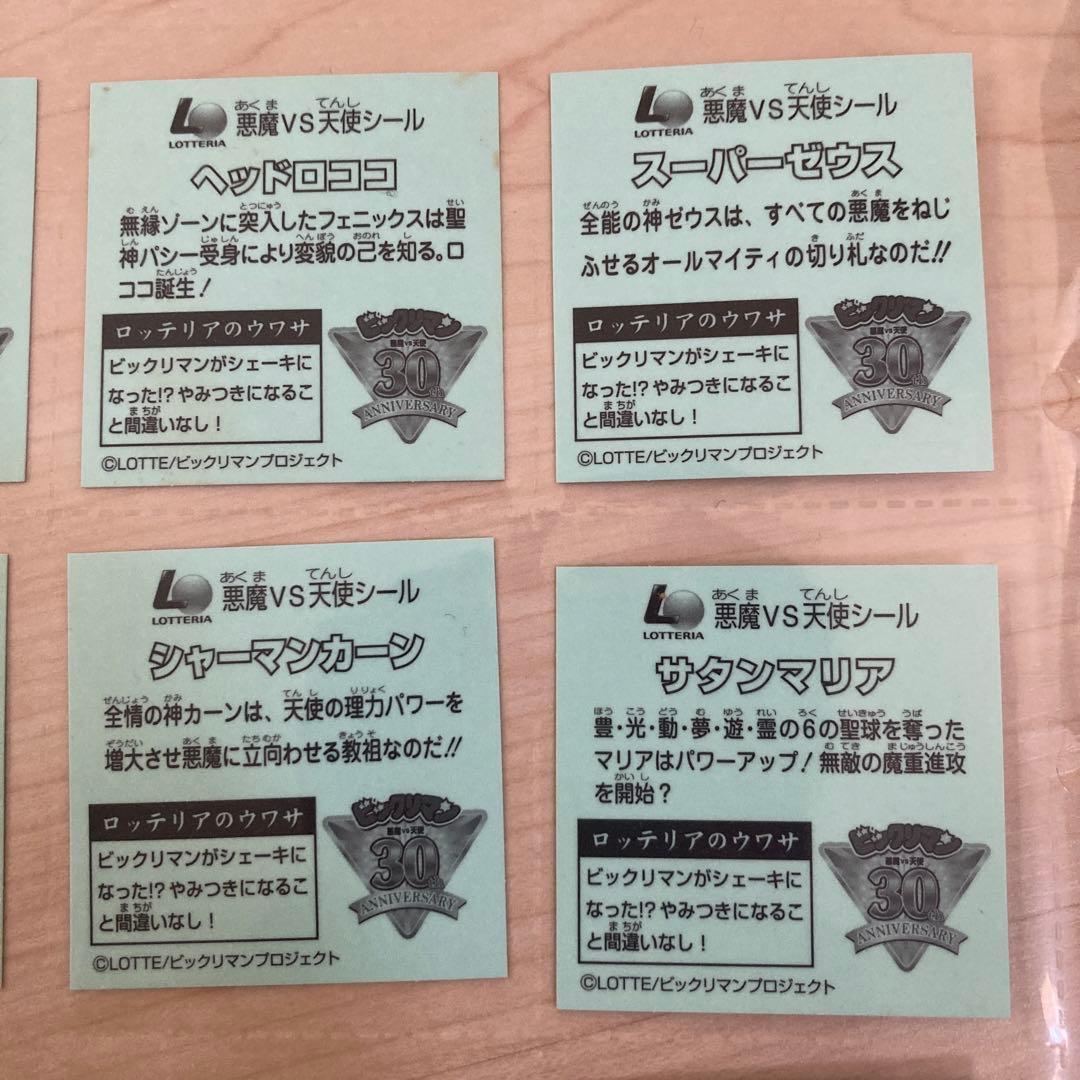 LOTTERIA
あくま てんし
悪魔VS天使シール
ヘッドロココ
むえん とつにゅう せい
無縁ゾーンに突入したフェニックスは聖
しん じゅしん へんぼう おのれ し
神パシー受身により変貌の己を知る。ロ
たんじょう
ココ誕生!
ロッテリアのウワサ
ビックリマンがシェーキに
なった!?やみつきになるこ
まちが
と間違いなし!
ビックリマン
悪魔VS天使
30th
ANNIVERSARY
©LOTTE/ビックリマンプロジェクト
LOTTERIA
あくま てんし
悪魔VS天使シール
スーパーゼウス
ぜんのう かみ あくま
全能の神ゼウスは、すべての悪魔をねじ
き ふだ
ふせるオールマイティの切り札なのだ!!
ロッテリアのウワサ
ビックリマンがシェーキに
なった!?やみつきになるこ
まちが
と間違いなし!
ビックリマン
悪魔VS天使
30th
ANNIVERSARY
©LOTTE/ビックリマンプロジェクト
LOTTERIA
あくま てんし
悪魔VS天使シール
シャーマンカーン
ぜんじょう かみ てんし りりょく
全情の神カーンは、天使の理力パワーを
ぞうだい あくま たちむか きょうそ
増大させ悪魔に立向わせる教祖なのだ!!
ロッテリアのウワサ
ビックリマンがシェーキに
なった!?やみつきになるこ
まちが
と間違いなし!
ビックリマン
悪魔VS天使
30th
ANNIVERSARY
©LOTTE/ビックリマンプロジェクト
LOTTERIA
あくま てんし
悪魔VS天使シール
サタンマリア
ほう こう どう む ゆう れい ろく せいきゅう うば
豊・光・動・夢・遊・霊の6の聖球を奪った
むてき まじゅうしんこう
マリアはパワーアップ!無敵の魔重進攻
かいし
を開始?
ロッテリアのウワサ
ビックリマンがシェーキに
なった!?やみつきになるこ
まちが
と間違いなし!
ビックリマン
悪魔VS天使
30th
ANNIVERSARY
©LOTTE/ビックリマンプロジェクト